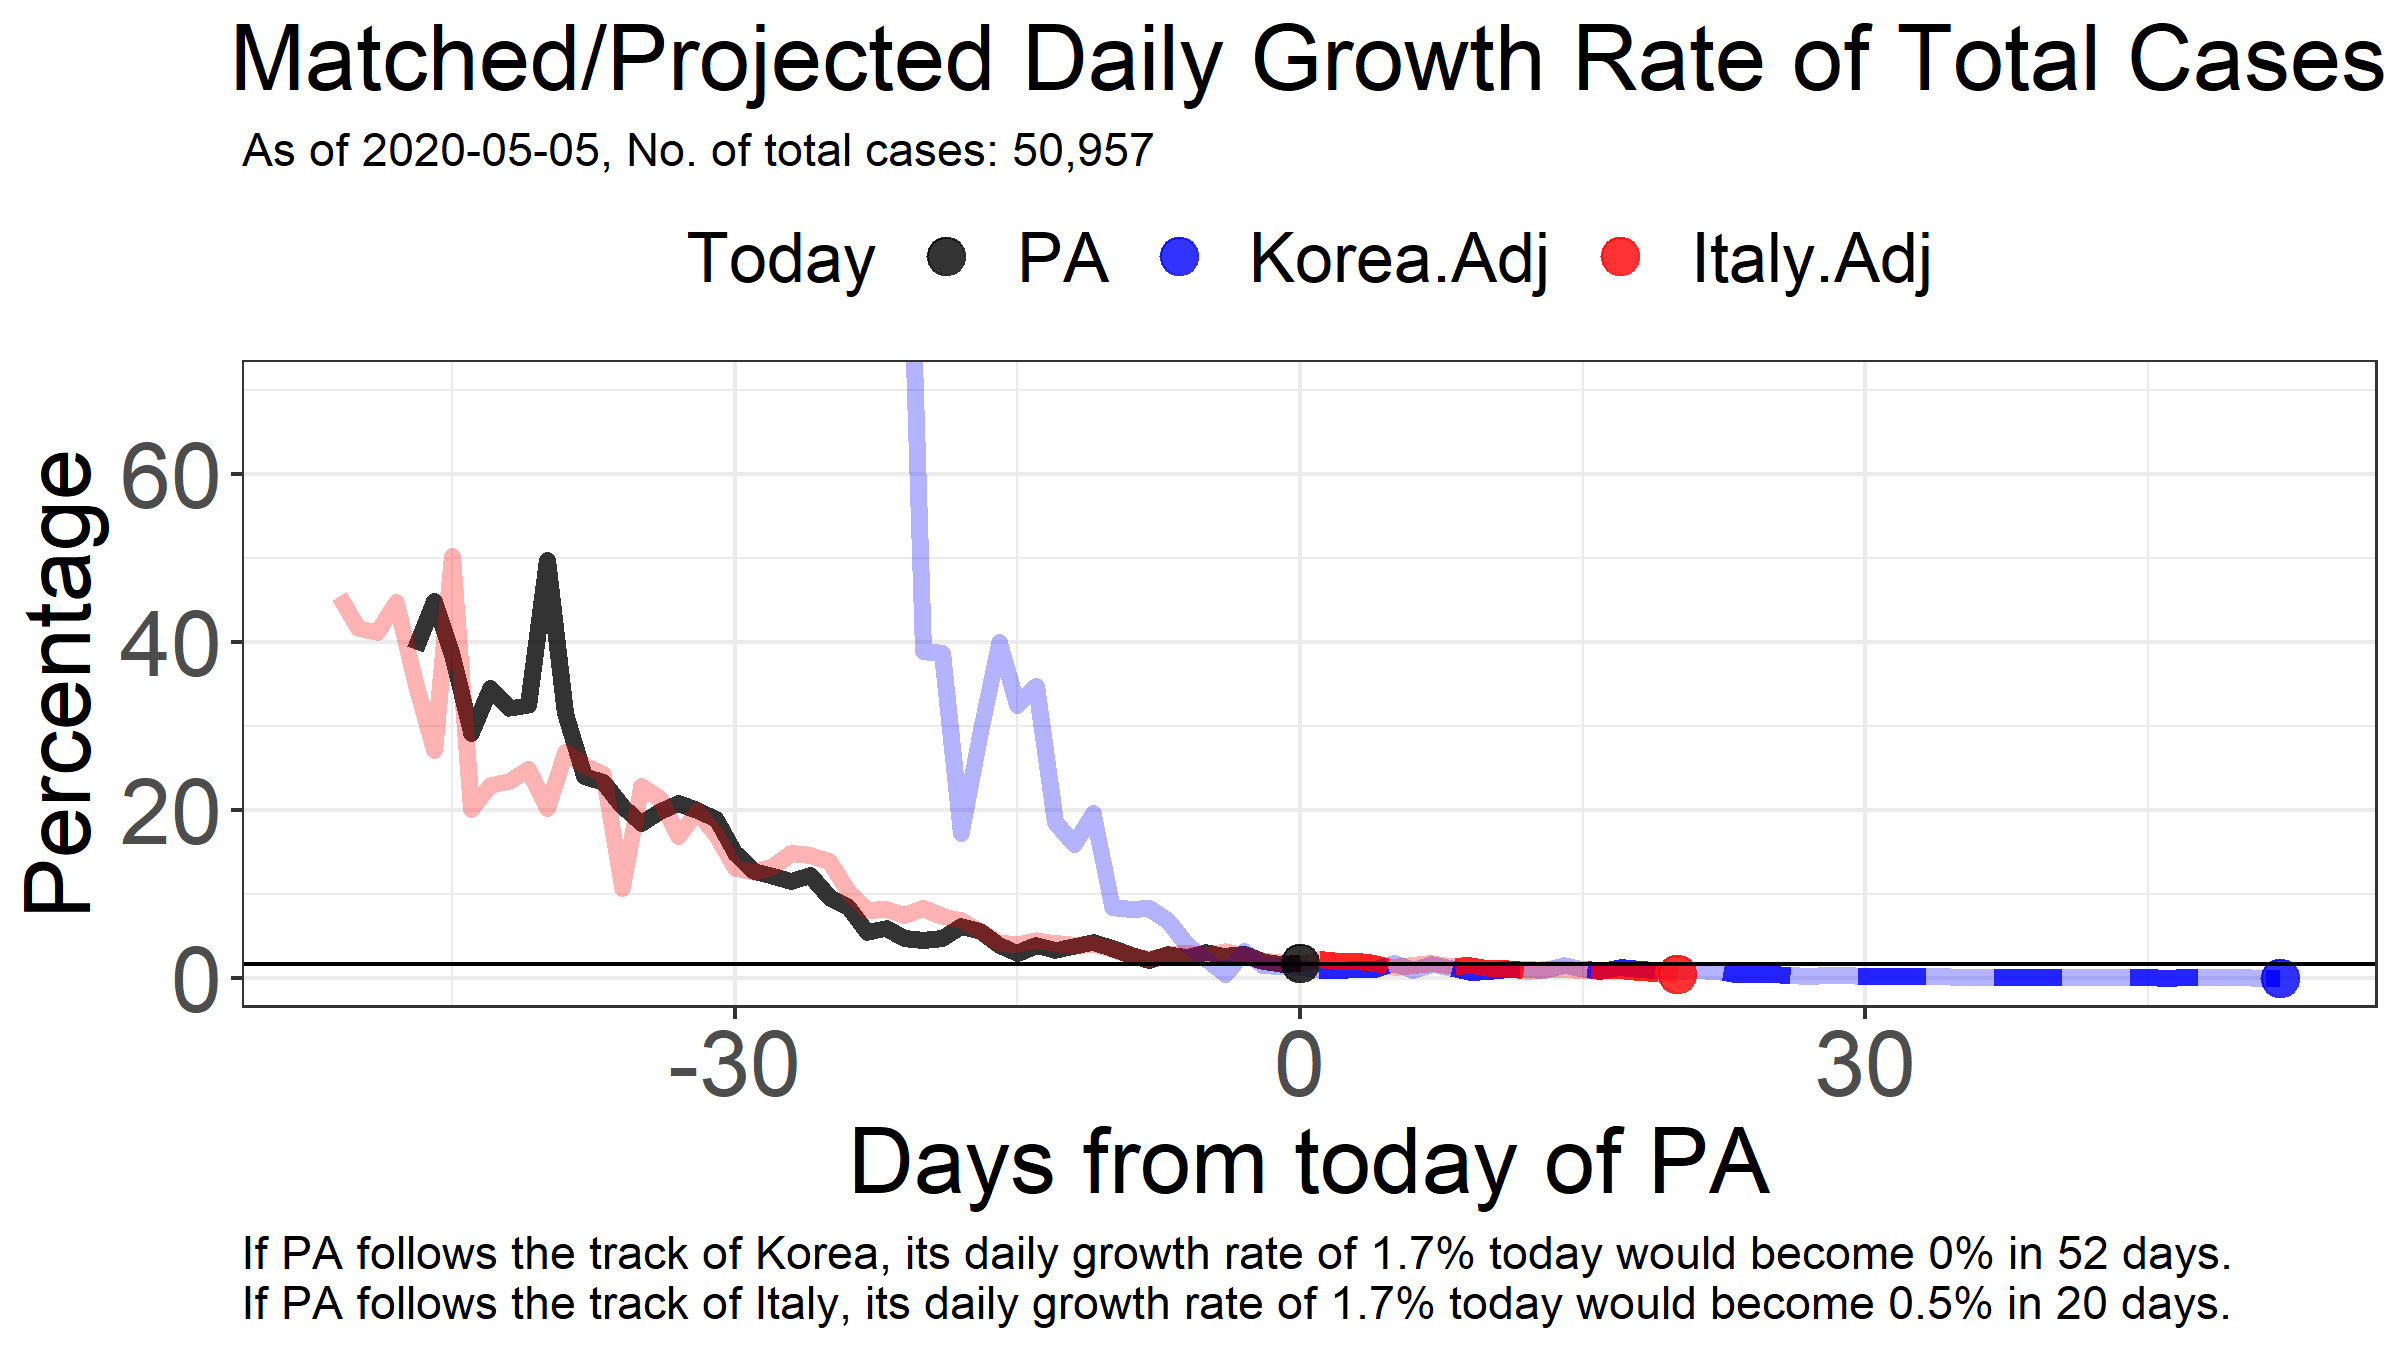 Matched/Projected Daily Growth Rate of Total Cases
As of 2020-05-05, No. of total cases: 50,957
Today PA Korea.Adj Italy.Adj
Percentage
60
40
20
0
-30 0 30
Days from today of PA
If PA follows the track of Korea, its daily growth rate of 1.7% today would become 0% in 52 days.
If PA follows the track of Italy, its daily growth rate of 1.7% today would become 0.5% in 20 days.